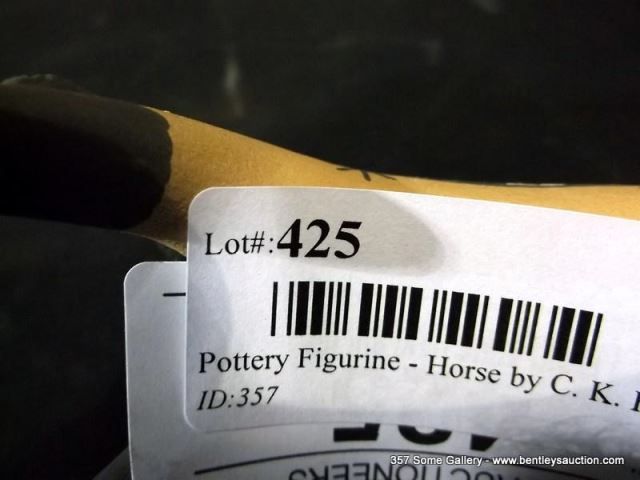 Lot#:425
Pottery Figurine - Horse by C. K.
ID:357
357 Some Gallery - www.bentleysauction.com